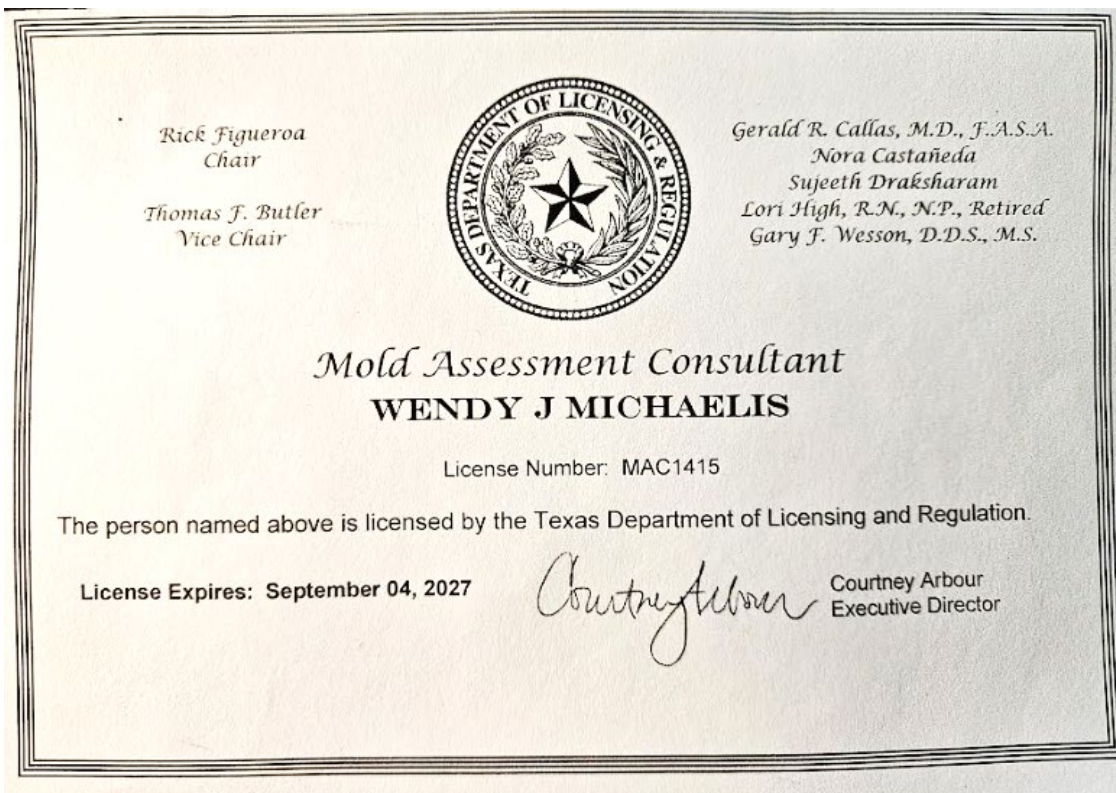 Rick Figueroa
Chair
Thomas F. Butler
Vice Chair
TEXAS DEPARTMENT OF LICENSING & REGULATION
Gerald R. Callas, M.D., F.A.S.A.
Nora Castañeda
Sujeeth Draksharam
Lori High, R.N., N.P., Retired
Gary F. Wesson, D.D.S., M.S.
Mold Assessment Consultant
WENDY J MICHAELIS
License Number: MAC1415
The person named above is licensed by the Texas Department of Licensing and Regulation.
License Expires: September 04, 2027
Courtney Arbour
Courtney Arbour
Executive Director